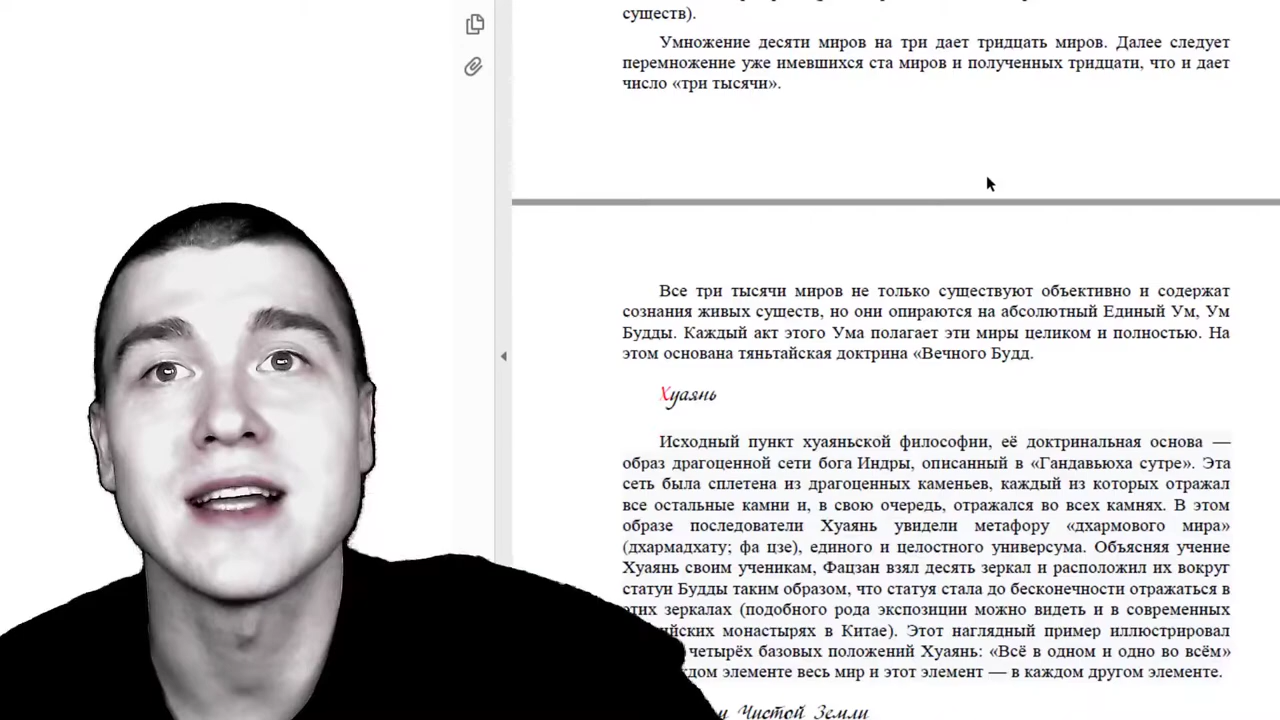 существ).
Умножение десяти миров на три дает тридцать миров. Далее следует
перемножение уже имевшихся ста миров и полученных тридцати, что и дает
число «три тысячи».
Все три тысячи миров не только существуют объективно и содержат
сознания живых существ, но они опираются на абсолютный Единый Ум, Ум
Будды. Каждый акт этого Ума полагает эти миры целиком и полностью. На
этом основана тяньтайская доктрина «Вечного Будд.
Хуаянь
Исходный пункт хуаяньской философии, её доктринальная основа —
образ драгоценной сети бога Индры, описанный в «Гандавьюха сутре». Эта
сеть была сплетена из драгоценных каменьев, каждый из которых отражал
все остальные камни и, в свою очередь, отражался во всех камнях. В этом
образе последователи Хуаянь увидели метафору «дхармового мира»
(дхармадхату; фа цзе), единого и целостного универсума. Объясняя учение
Хуаянь своим ученикам, Фацзан взял десять зеркал и расположил их вокруг
статуи Будды таким образом, что статуя стала до бесконечности отражаться в
этих зеркалах (подобного рода экспозиции можно видеть и в современных
монастырях в Китае). Этот наглядный пример иллюстрировал
четырёх базовых положений Хуаянь: «Всё в одном и одно во всём»
элементе весь мир и этот элемент — в каждом другом элементе.
Чистой Земли